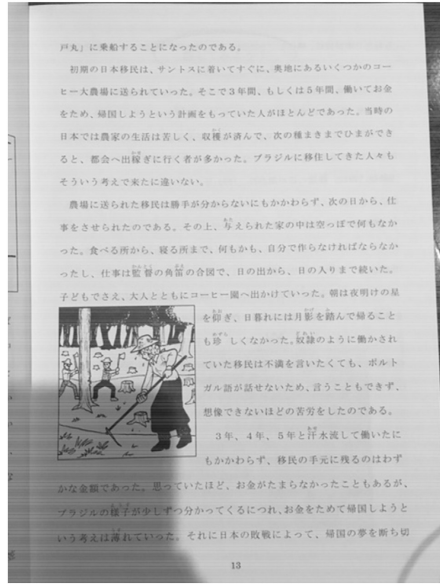 戸丸」に乗船することになったのである。
初期の日本移民は、サントスに着いてすぐに、奥地にあるいくつかのコー
ヒー大農場に送られていった。そこで3年間、もしくは5年間、働いてお金
をため、帰国しようという計画をもっていた人がほとんどであった。当時の
日本では農家の生活は苦しく、収穫が済んで、次の種まきまでひまができ
ると、都会へ出稼ぎに行く者が多かった。ブラジルに移住してきた人々も
そういう考えで来たに違いない。
農場に送られた移民は勝手が分からないにもかかわらず、次の日から、仕
事をさせられたのである。その上、与えられた家の中は空っぽで何もなか
った。食べる所から、寝る所まで、何もかも、自分で作らなければならなか
ったし、仕事は監督の角笛の合図で、日の出から、日の入りまで続いた。
子どもでさえ、大人とともにコーヒー園へ出かけていった。朝は夜明けの星
を仰ぎ、日暮れには月影を踏んで帰ること
も珍しくなかった。奴隷のように働かされ
ていた移民は不満を言いたくても、ポルト
ガル語が話せないため、言うこともできず、
想像できないほどの苦労をしたのである。
3年、4年、5年と汗水流して働いたに
もかかわらず、移民の手元に残るのはわず
かな金額であった。思っていたほど、お金がたまらなかったこともあるが、
ブラジルの様子が少しずつ分かってくるにつれ、お金をためて帰国しようと
いう考えは薄れていった。それに日本の敗戦によって、帰国の夢を断ち切
13